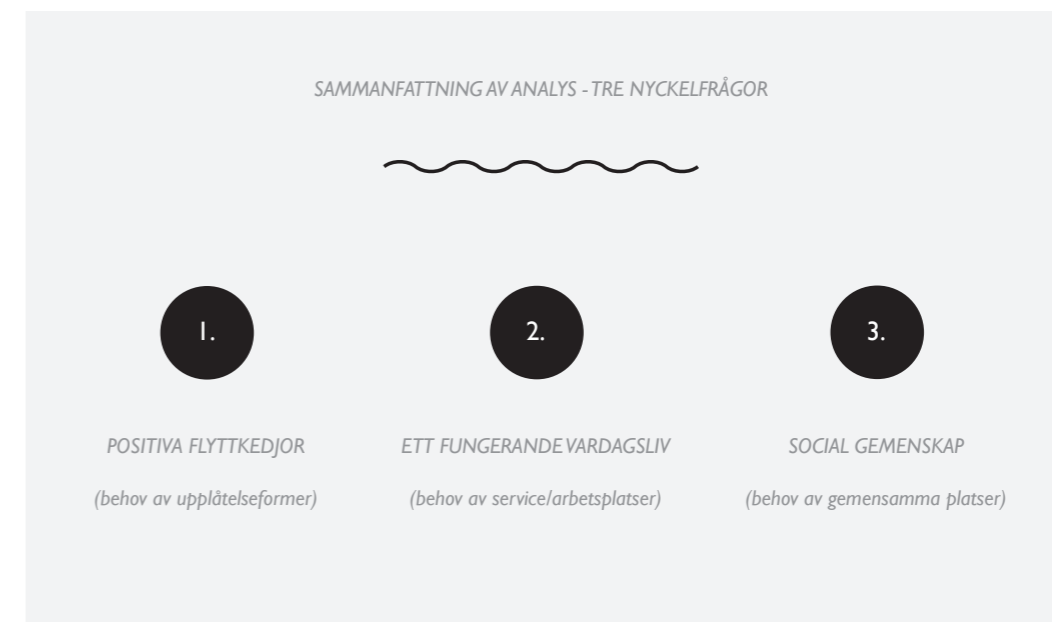 SAMMANFATTNING AV ANALYS - TRE NYCKELFRÅGOR
1.
2.
3.
POSITIVA FLYTTKEDJOR
ETT FUNGERANDE VARDAGSLIV
SOCIAL GEMENSKAP
(behov av upplåtelseformer)
(behov av service/arbetsplatser)
(behov av gemensamma platser)